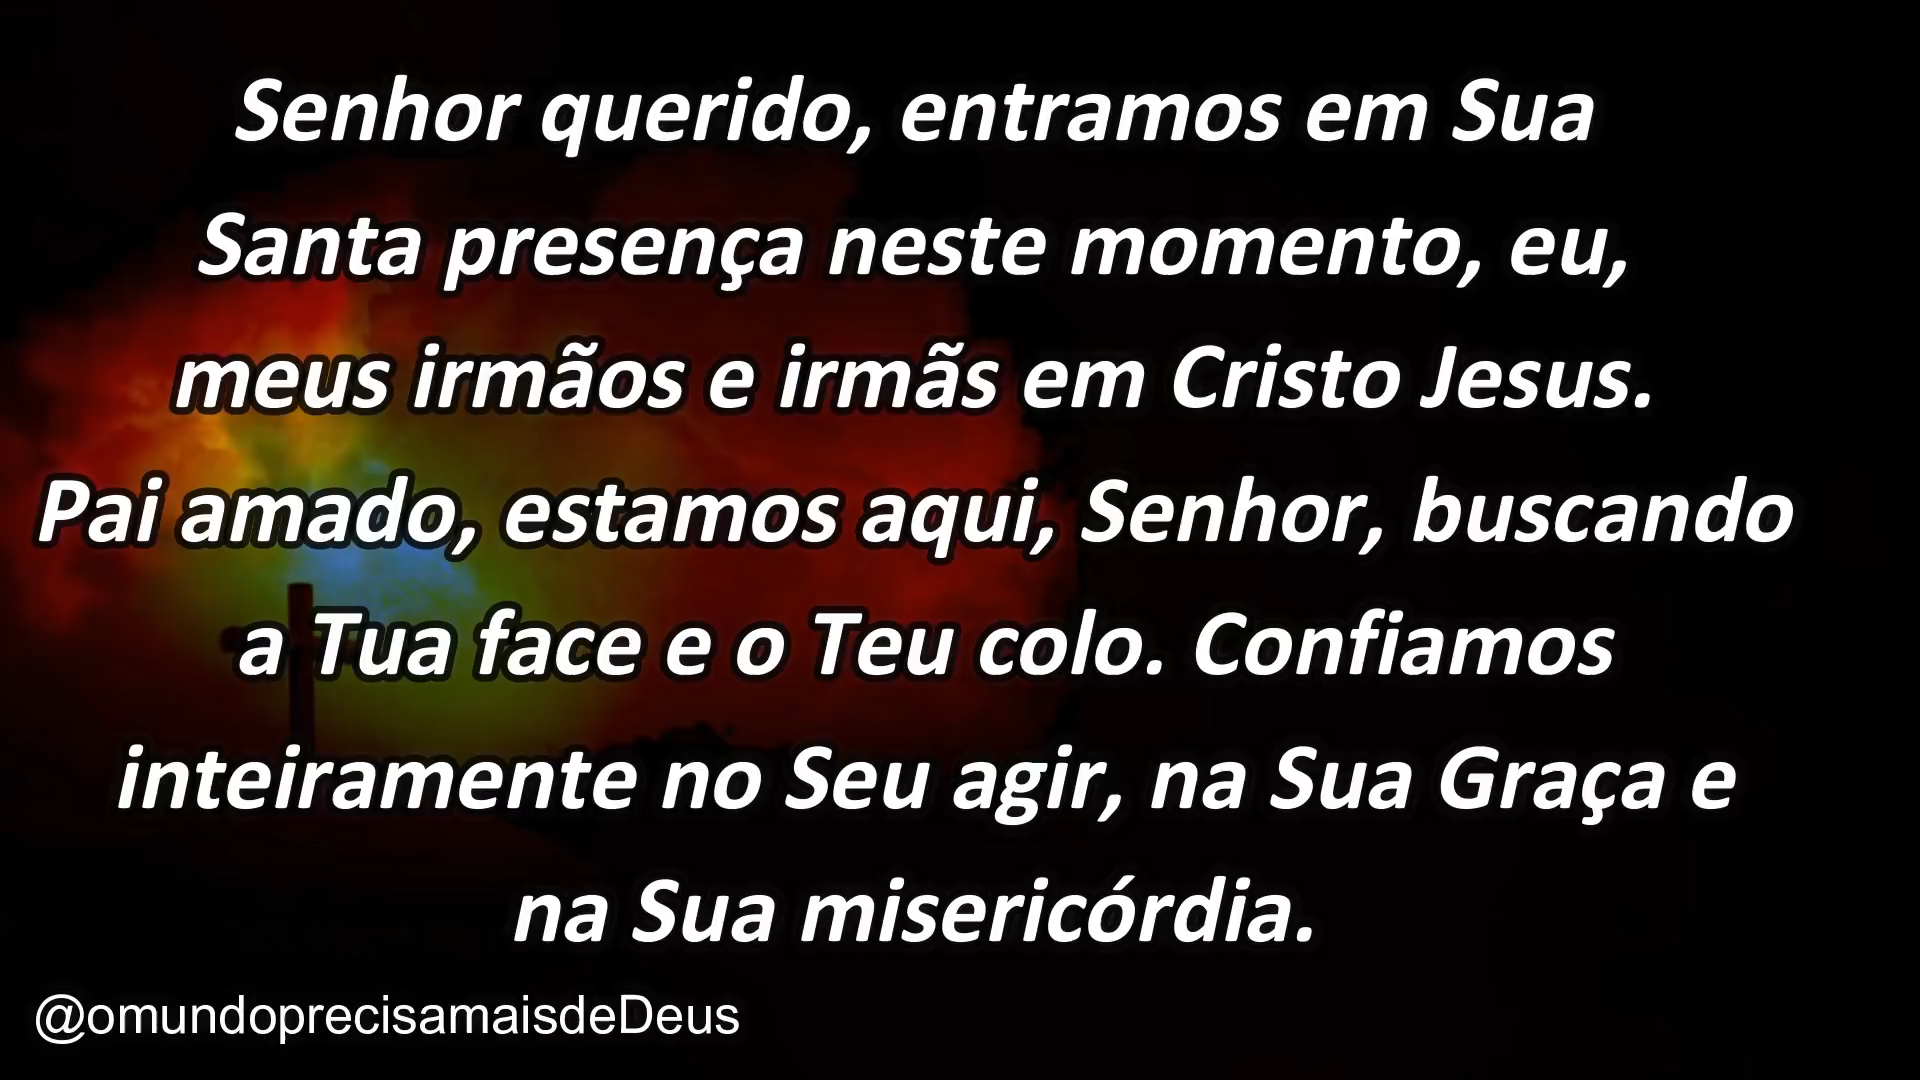 Senhor querido, entramos em Sua
Santa presença neste momento, eu,
meus irmãos e irmãs em Cristo Jesus.
Pai amado, estamos aqui, Senhor, buscando
a Tua face e o Teu colo. Confiamos
inteiramente no Seu agir, na Sua Graça e
na Sua misericórdia.
@omundoprecisamaisdeDeus